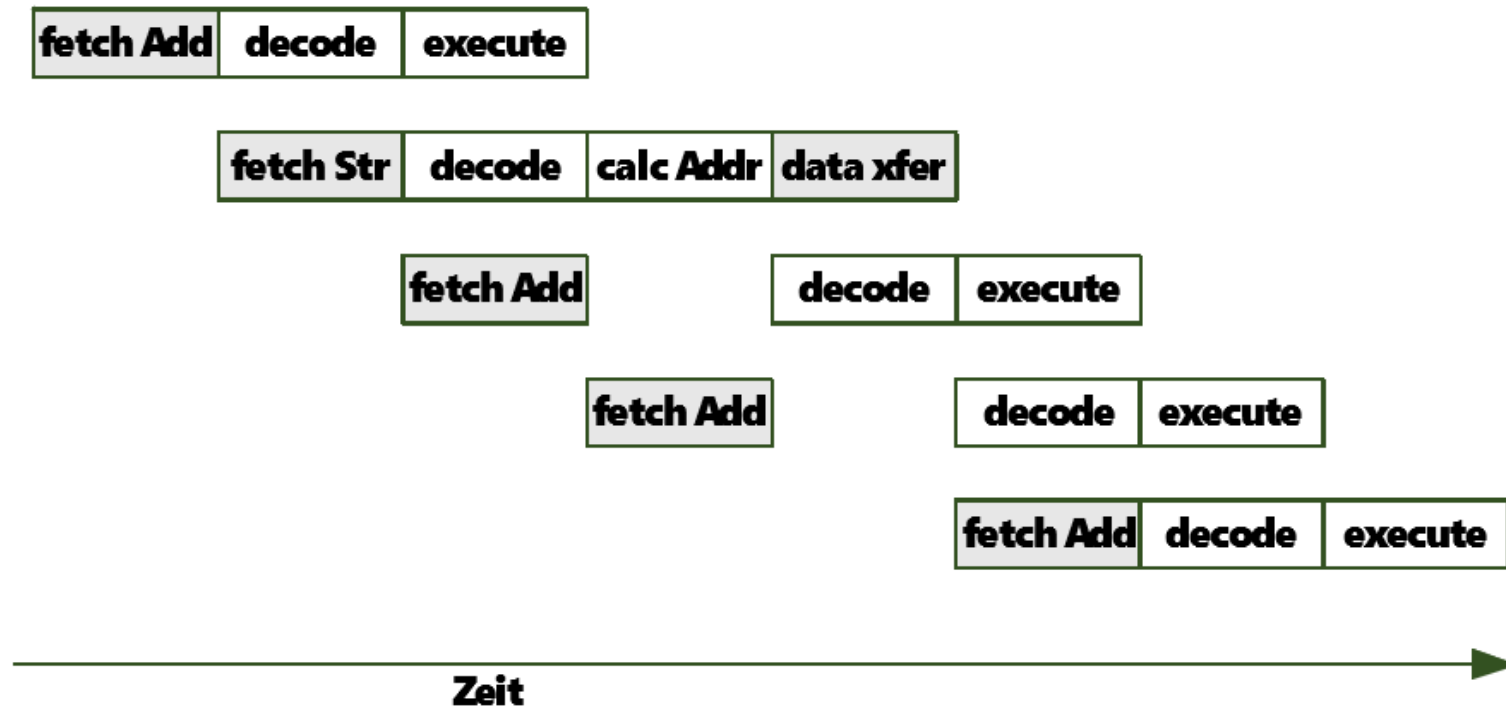 fetch Add decode execute
fetch Str decode calc Addr data xfer
fetch Add decode execute
fetch Add decode execute
fetch Add decode execute
Zeit